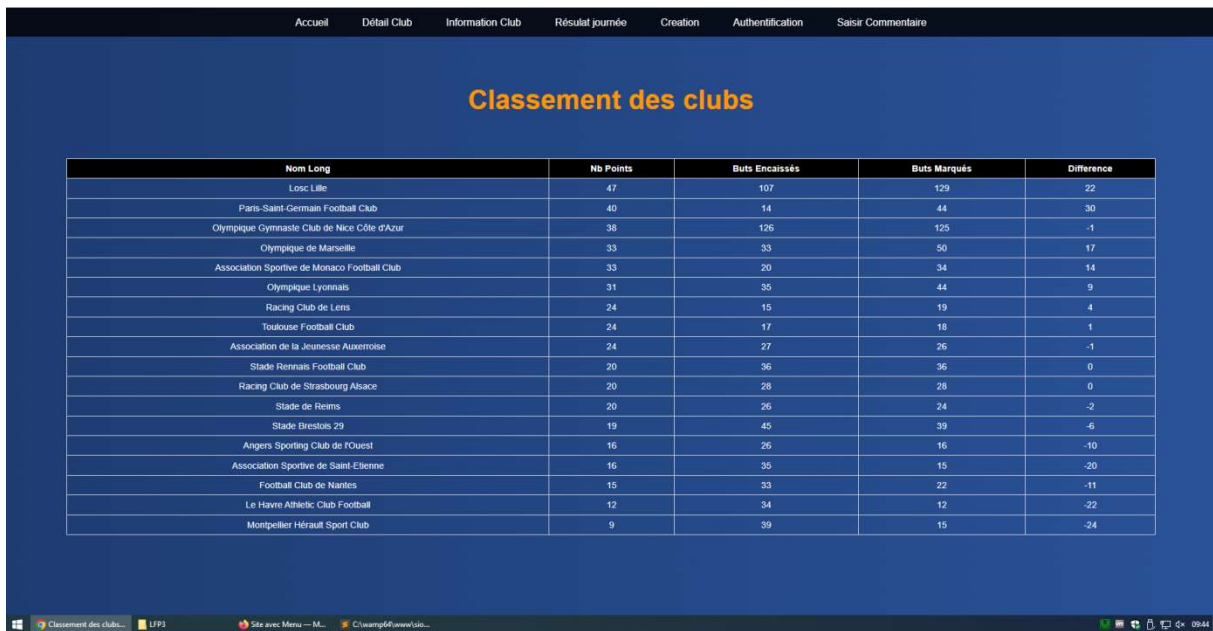 Accueil Détail Club Information Club Résulat journée Creation Authentification Saisir Commentaire
Classement des clubs
Nom Long Nb Points Buts Encaissés Buts Marqués Difference
Losc Lille 47 107 129 22
Paris-Saint-Germain Football Club 40 14 44 30
Olympique Gymnaste Club de Nice Côte d'Azur 38 126 125 -1
Olympique de Marseille 33 33 50 17
Association Sportive de Monaco Football Club 33 20 34 14
Olympique Lyonnais 31 35 44 9
Racing Club de Lens 24 15 19 4
Toulouse Football Club 24 17 18 1
Association de la Jeunesse Auxerroise 24 27 26 -1
Stade Rennais Football Club 20 36 36 0
Racing Club de Strasbourg Alsace 20 28 28 0
Stade de Reims 20 26 24 -2
Stade Brestois 29 19 45 39 -6
Angers Sporting Club de l'Ouest 16 26 16 -10
Association Sportive de Saint-Etienne 16 35 15 -20
Football Club de Nantes 15 33 22 -11
Le Havre Athletic Club Football 12 34 12 -22
Montpellier Hérault Sport Club 9 39 15 -24
Classement des clubs... LFP3 Site avec Menu — M... C:\wamp64\www\sio... 09:44